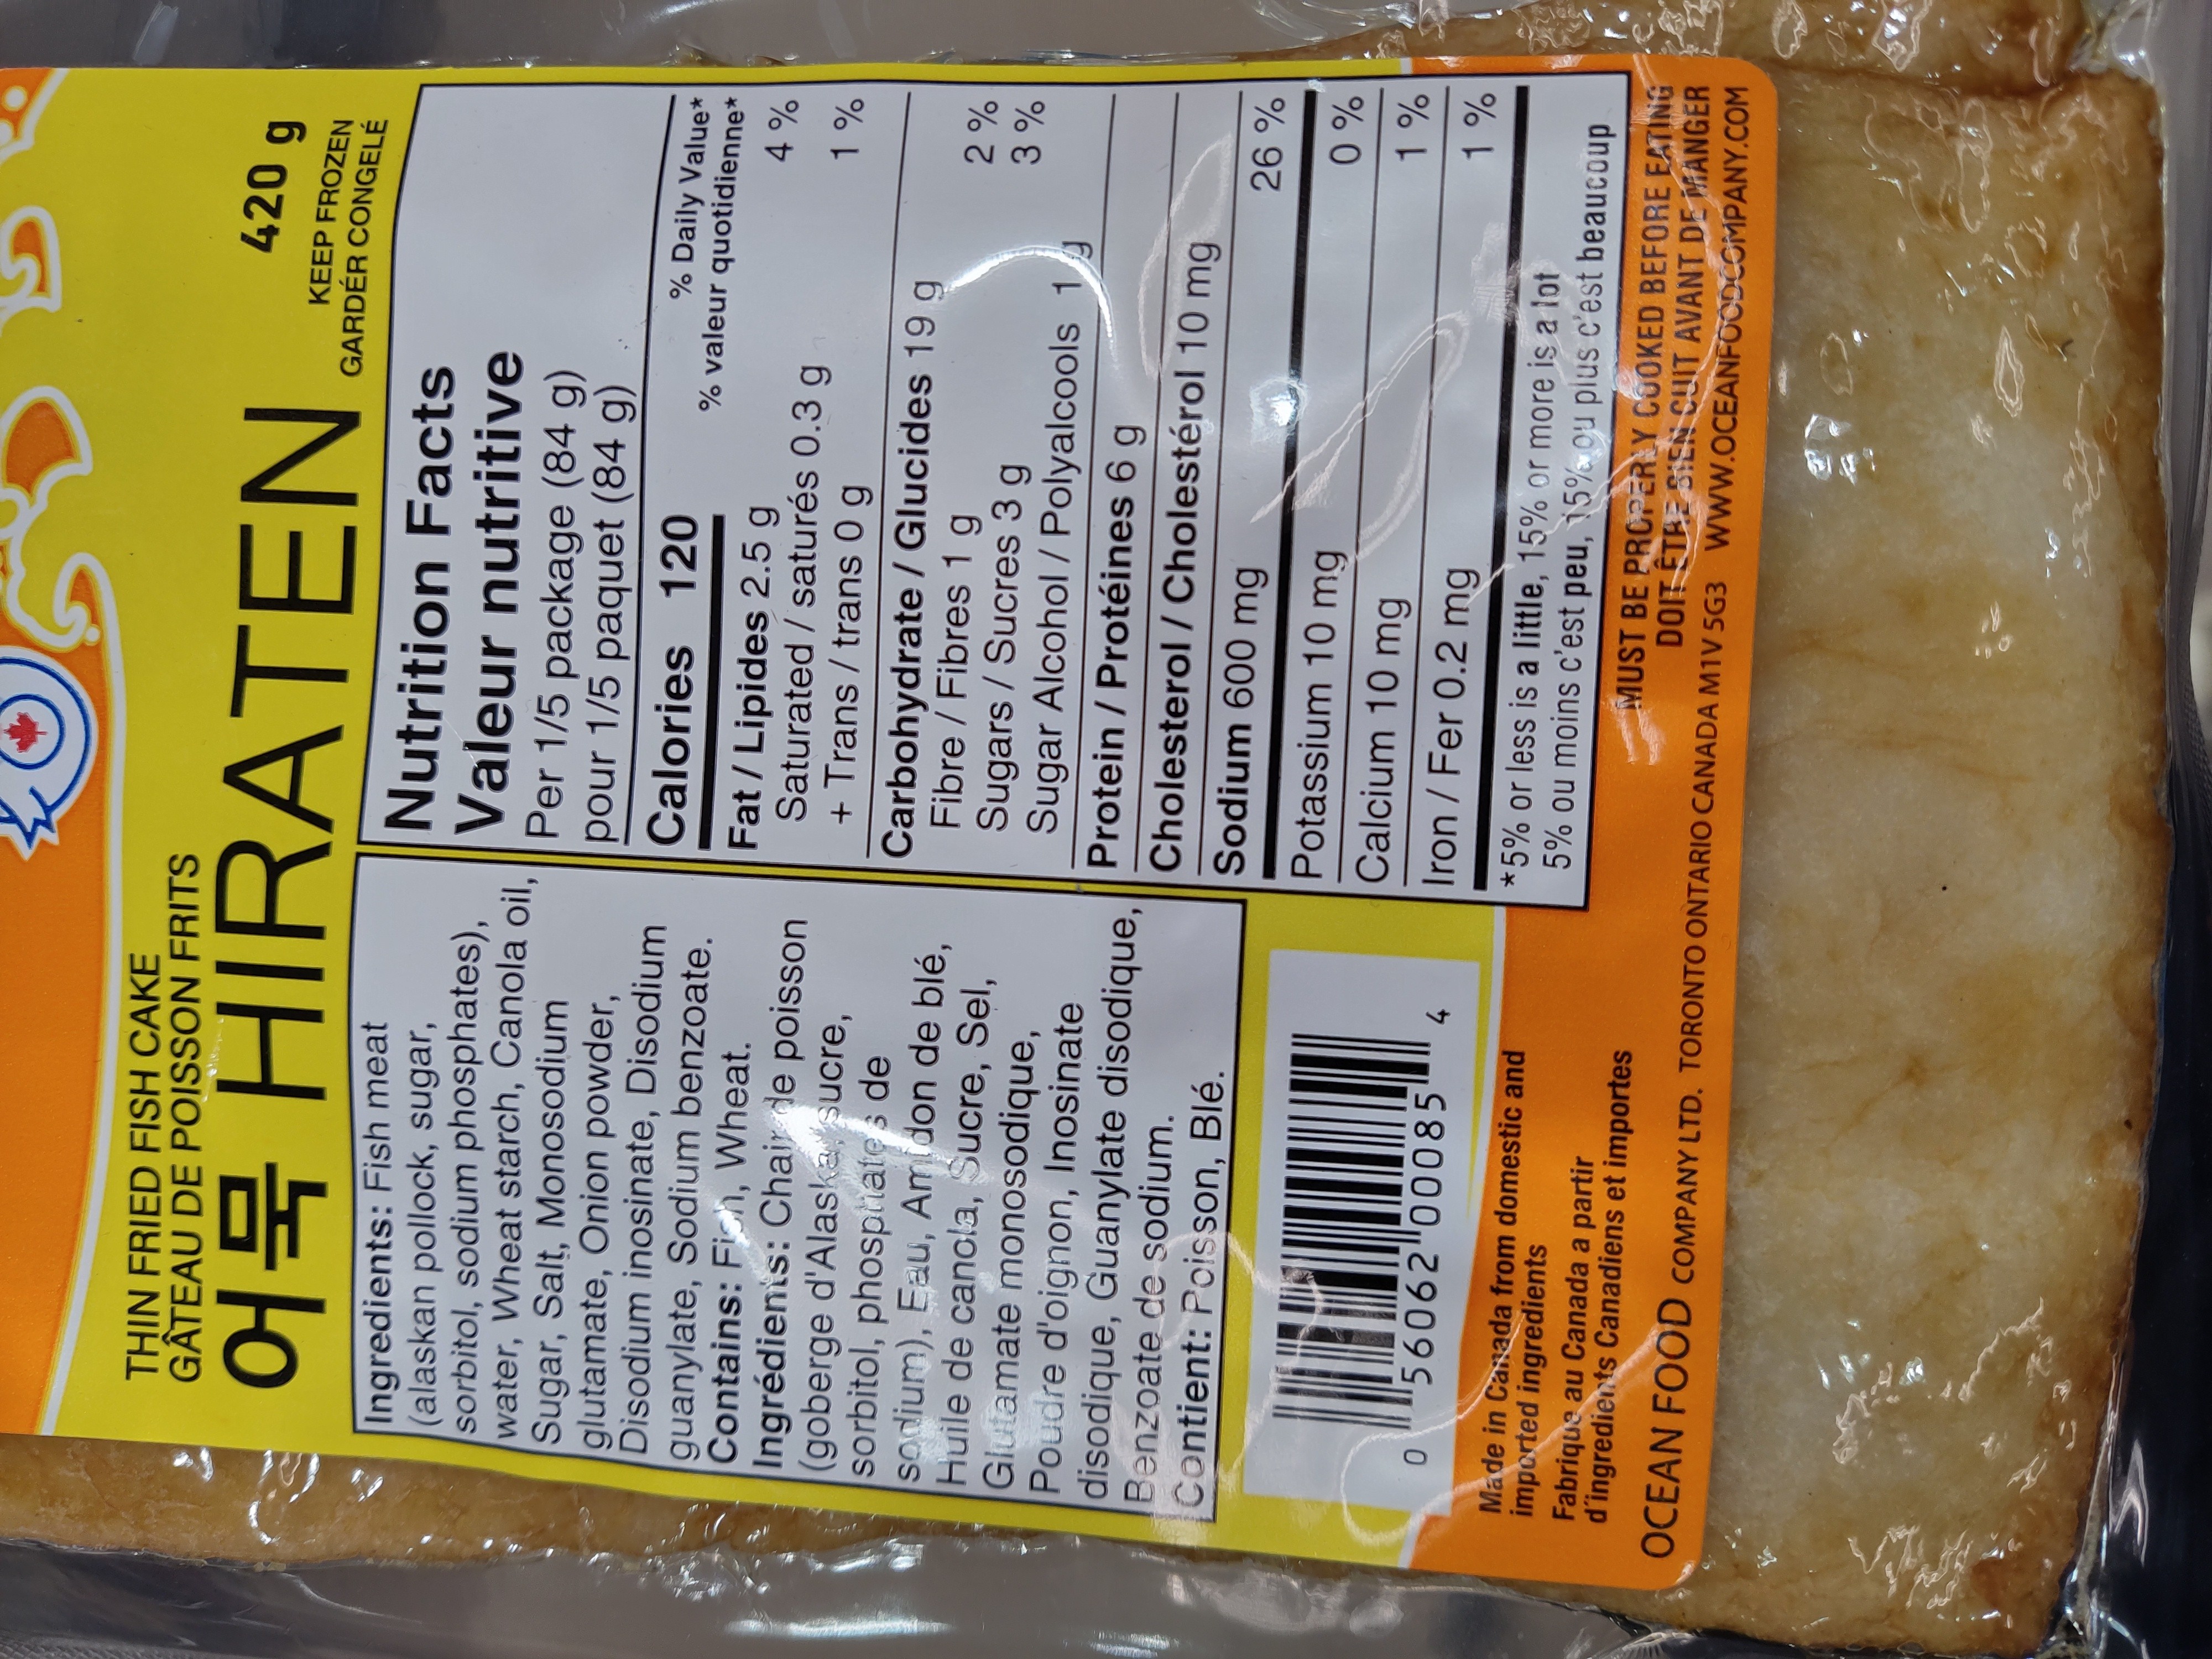 THIN FRIED FISH CAKE
GÂTEAU DE POISSON FRITS
어묵 HIRATEN
420 g
KEEP FROZEN
GARDÉR CONGELÉ
Ingredients: Fish meat
(alaskan pollock, sugar,
sorbitol, sodium phosphates),
water, Wheat starch, Canola oil,
Sugar, Salt, Monosodium
glutamate, Onion powder,
Disodium inosinate, Disodium
guanylate, Sodium benzoate.
Contains: Fish, Wheat.
Ingrédients: Chair de poisson
(goberge d'Alaska, sucre,
sorbitol, phosphates de
sodium), Eau, Amidon de blé,
Huile de canola, Sucre, Sel,
Glutamate monosodique,
Poudre d'oignon, Inosinate
disodique, Guanylate disodique,
Benzoate de sodium.
Contient: Poisson, Blé.
Nutrition Facts
Valeur nutritive
Per 1/5 package (84 g)
pour 1/5 paquet (84 g)
Calories 120
% Daily Value*
% valeur quotidienne*
Fat / Lipides 2.5 g 4 %
Saturated / saturés 0.3 g
+ Trans / trans 0 g 1 %
Carbohydrate / Glucides 19 g
Fibre / Fibres 1 g 2 %
Sugars / Sucres 3 g 3 %
Sugar Alcohol / Polyalcools 1 g
Protein / Protéines 6 g
Cholesterol / Cholestérol 10 mg
Sodium 600 mg 26 %
Potassium 10 mg 0 %
Calcium 10 mg 1 %
Iron / Fer 0.2 mg 1 %
*5% or less is a little, 15% or more is a lot
5% ou moins c'est peu, 15% ou plus c'est beaucoup
0 56062 00085 4
Made in Canada from domestic and
imported ingredients
Fabrique au Canada a partir
d'ingredients Canadiens et importes
MUST BE PROPERLY COOKED BEFORE EATING
DOIT ÊTRE BIEN CUIT AVANT DE MANGER
OCEAN FOOD COMPANY LTD. TORONTO ONTARIO CANADA M1V 5G3 WWW.OCEANFOODCOMPANY.COM